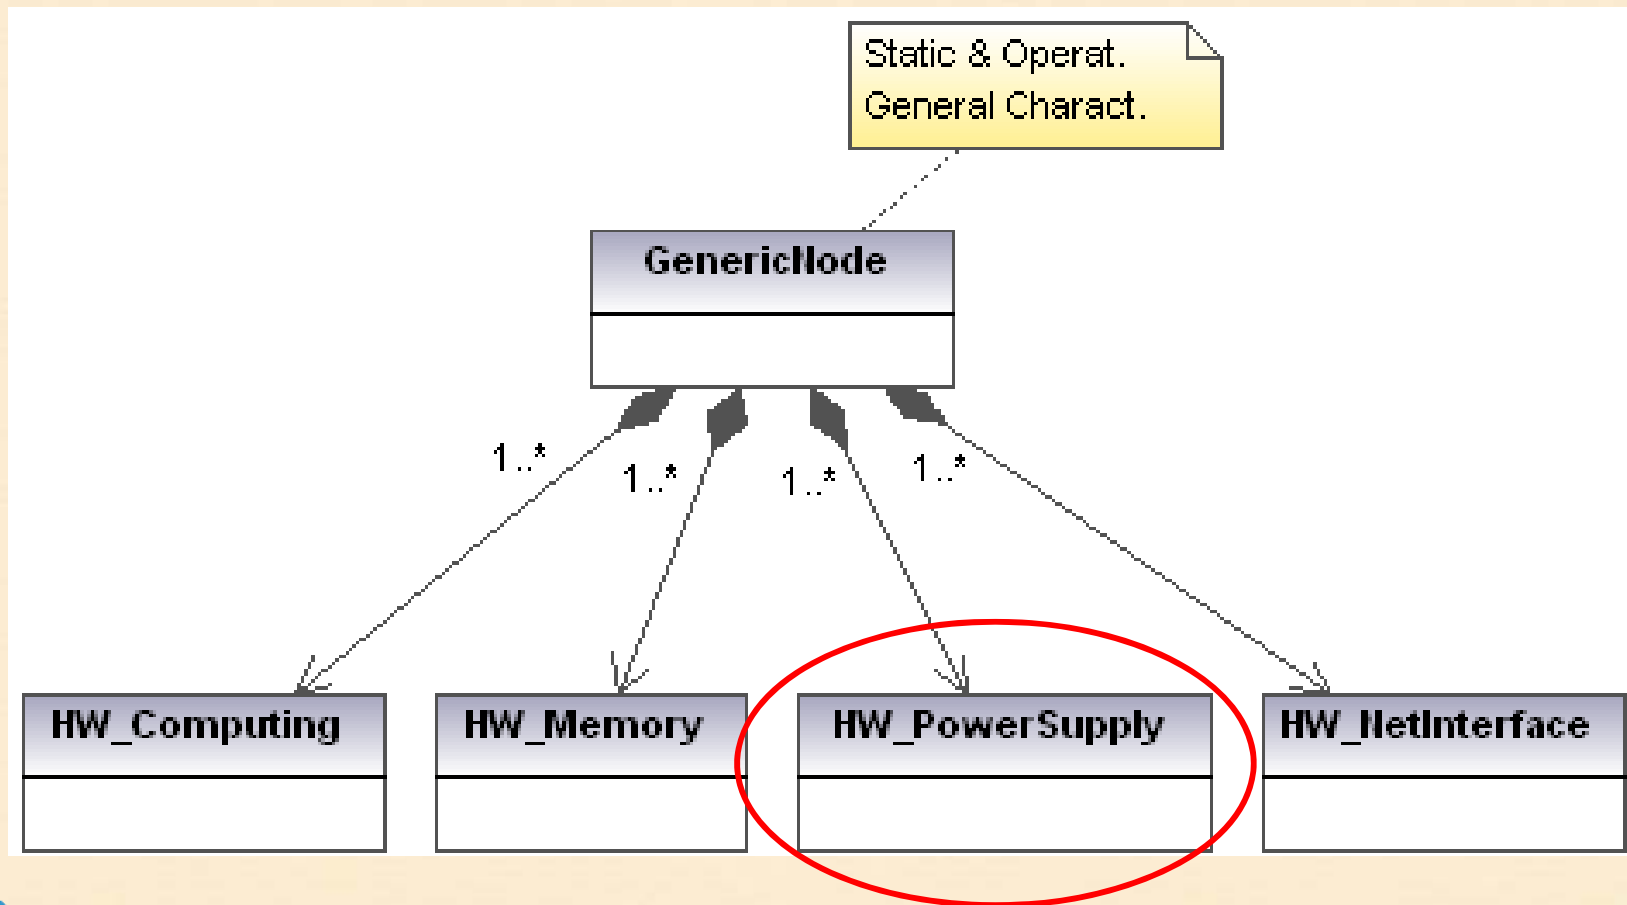 Static & Operat.
General Charact.
GenericNode
1..*
1..*
1..*
1..*
HW_Computing
HW_Memory
HW_PowerSupply
HW_NetInterface